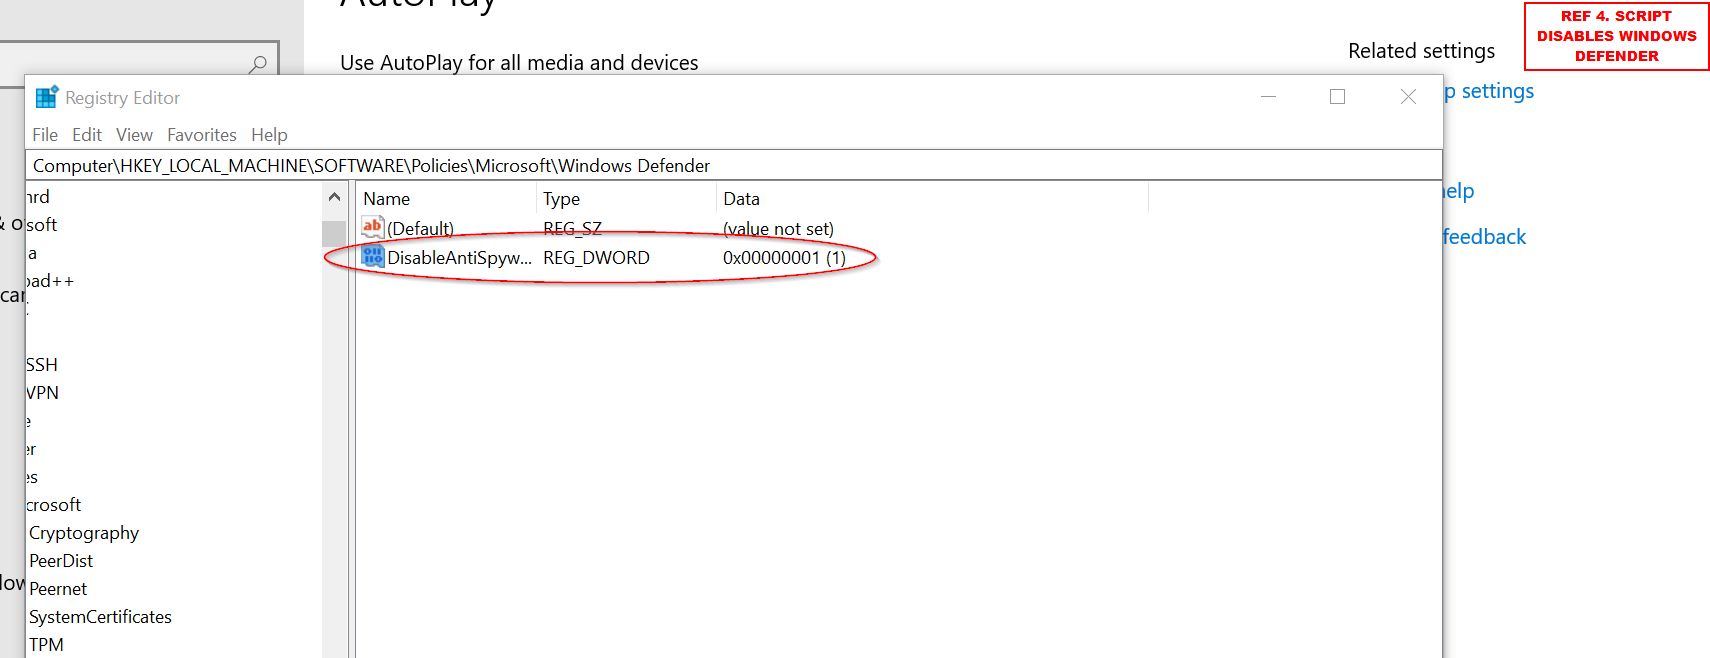 AutoPlay
Use AutoPlay for all media and devices
Related settings
REF 4. SCRIPT
DISABLES WINDOWS
DEFENDER
p settings
elp
feedback
Registry Editor
File Edit View Favorites Help
Computer\HKEY_LOCAL_MACHINE\SOFTWARE\Policies\Microsoft\Windows Defender
Name Type Data
(Default) REG_SZ (value not set)
DisableAntiSpyw... REG_DWORD 0x00000001 (1)
nrd
& o
soft
a
oad++
car
SSH
VPN
e
er
es
crosoft
Cryptography
PeerDist
low
Peernet
SystemCertificates
TPM